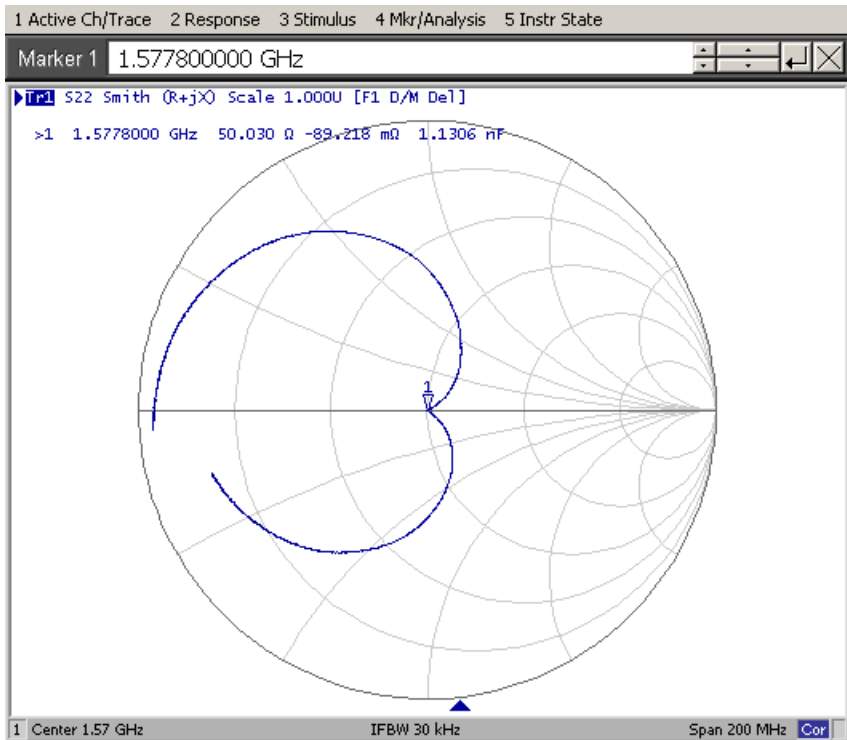 1 Active Ch/Trace 2 Response 3 Stimulus 4 Mkr/Analysis 5 Instr State
Marker 1 1.577800000 GHz
Tr1 S22 Smith (R+jX) Scale 1.000U [F1 D/M Del]
>1 1.5778000 GHz 50.030 Ω -89.218 mΩ 1.1306 nF
1
1 Center 1.57 GHz IFBW 30 kHz Span 200 MHz Cor